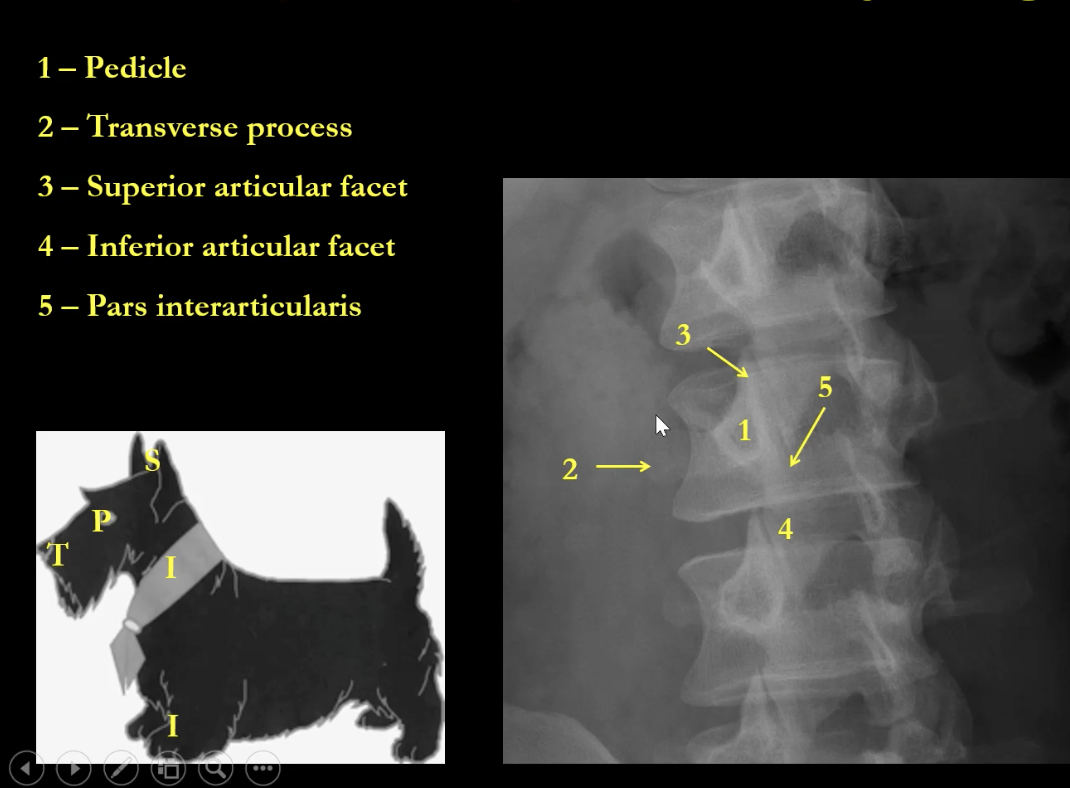 1 – Pedicle
2 – Transverse process
3 – Superior articular facet
4 – Inferior articular facet
5 – Pars interarticularis
3
5
1
2
4
S
P
T
I
I